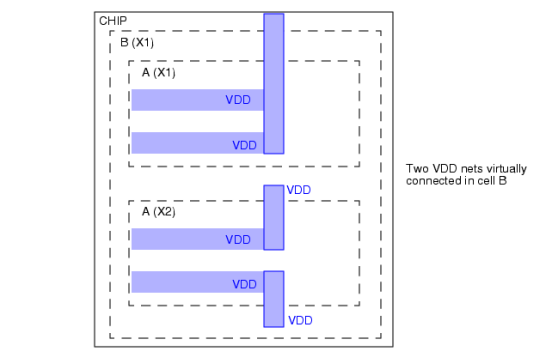 CHIP
B (X1)
A (X1)
VDD
VDD
Two VDD nets virtually
connected in cell B
VDD
A (X2)
VDD
VDD
VDD